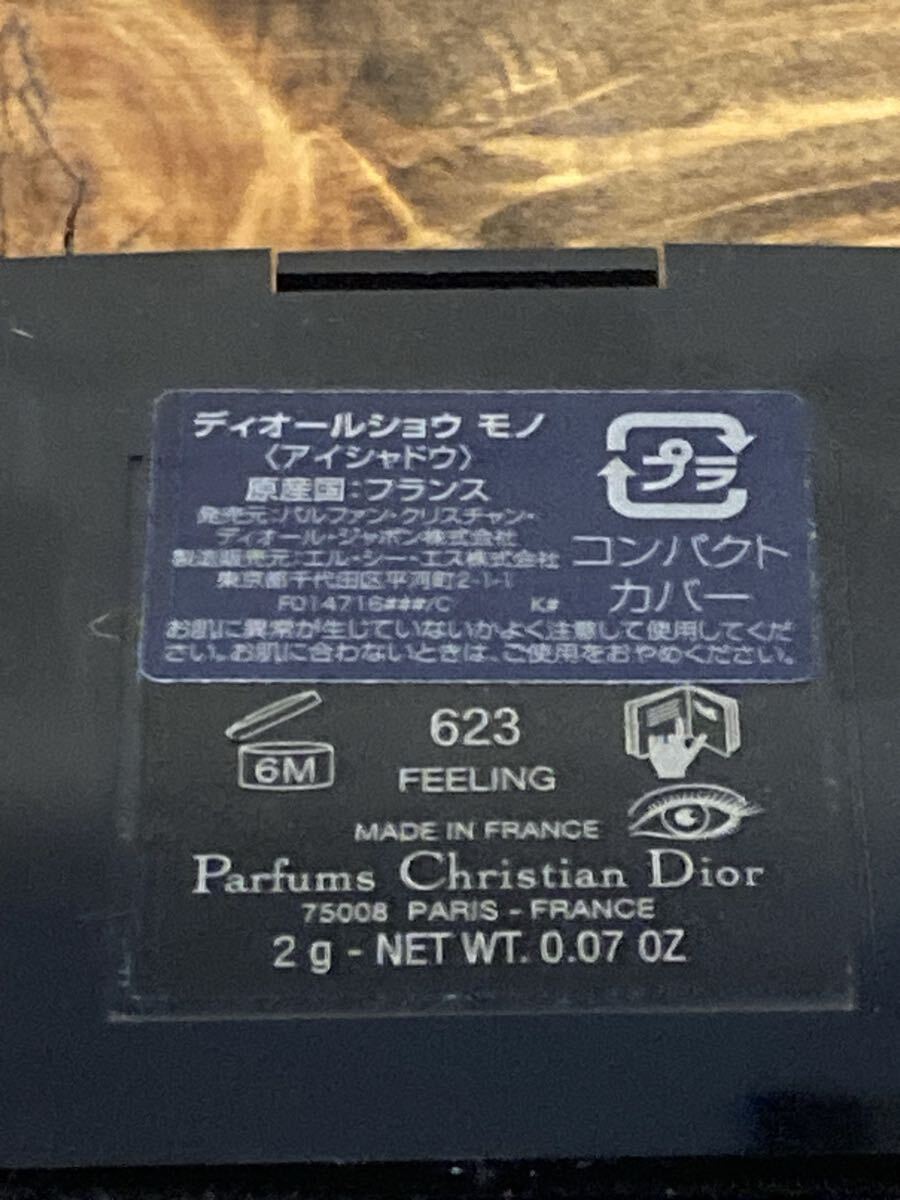 ディオールショウ モノ
〈アイシャドウ〉
原産国:フランス
発売元:パルファン・クリスチャン・
ディオール・ジャポン株式会社
製造販売元:エル・シー・エス株式会社
東京都千代田区平河町2-1-1
F014716###/C K#
プラ
コンパクト
カバー
お肌に異常が生じていないかよく注意して使用してくだ
さい。お肌に合わないときは、ご使用をおやめください。
6M
623
FEELING
MADE IN FRANCE
Parfums Christian Dior
75008 PARIS - FRANCE
2 g - NET WT. 0.07 OZ